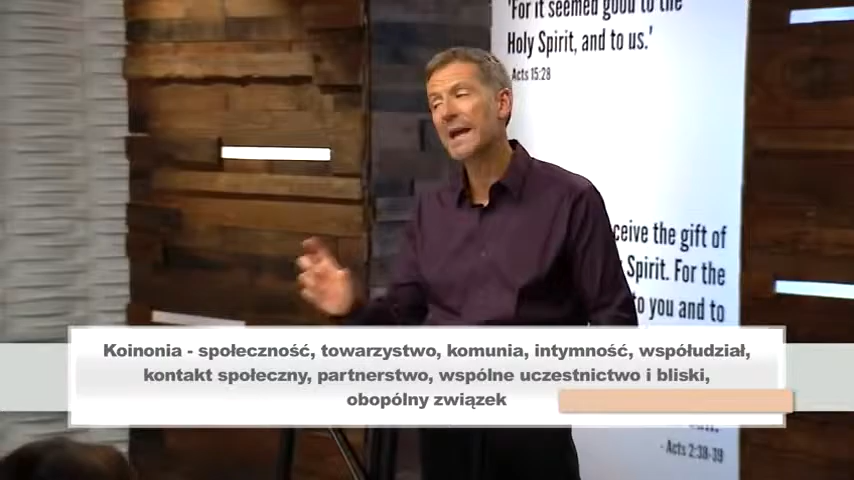 'For it seemed good to the
Holy Spirit, and to us.'
Acts 15:28
ceive the gift of
Spirit. For the
to you and to
Koinonia - społeczność, towarzystwo, komunia, intymność, współudział,
kontakt społeczny, partnerstwo, wspólne uczestnictwo i bliski,
obopólny związek
- Acts 2:38-39